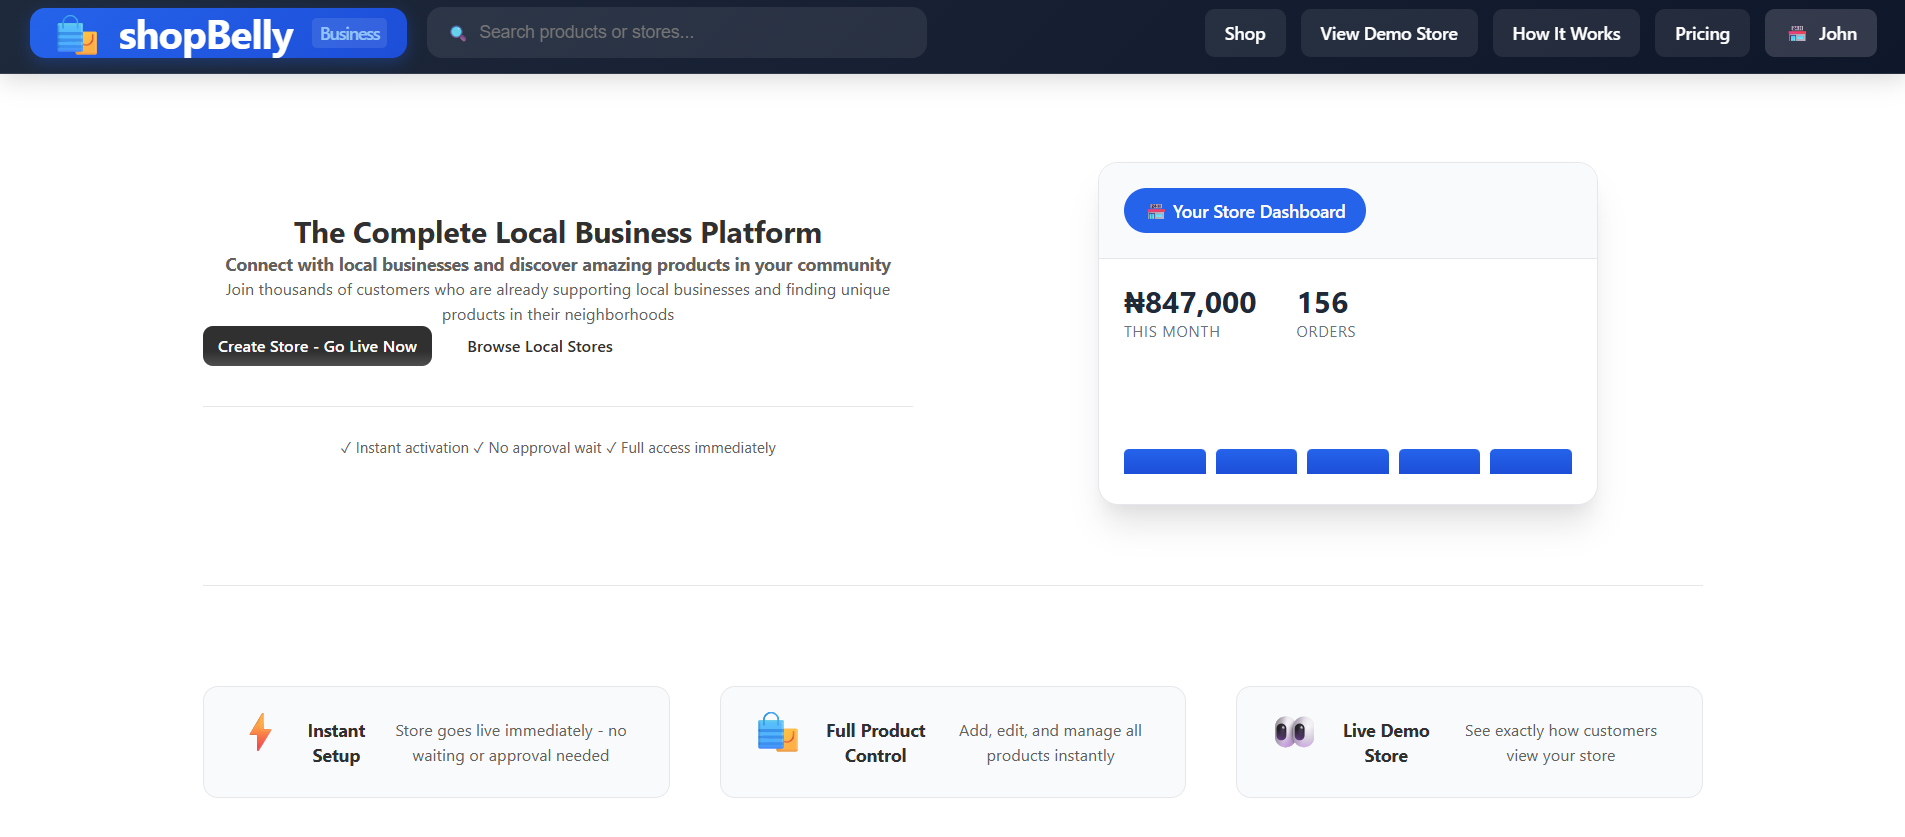 shopBelly Business
Search products or stores...
Shop
View Demo Store
How It Works
Pricing
John
The Complete Local Business Platform
Connect with local businesses and discover amazing products in your community
Join thousands of customers who are already supporting local businesses and finding unique
products in their neighborhoods
Create Store - Go Live Now
Browse Local Stores
✓ Instant activation ✓ No approval wait ✓ Full access immediately
Your Store Dashboard
₦847,000
THIS MONTH
156
ORDERS
Instant
Setup
Store goes live immediately - no
waiting or approval needed
Full Product
Control
Add, edit, and manage all
products instantly
Live Demo
Store
See exactly how customers
view your store